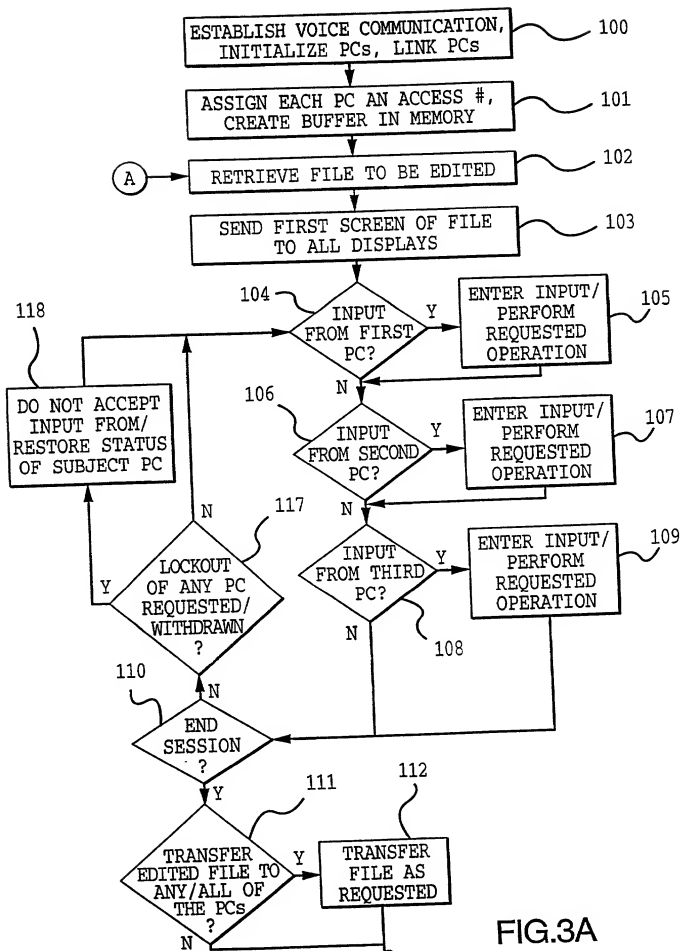 ESTABLISH VOICE COMMUNICATION,
INITIALIZE PCs, LINK PCs
100
ASSIGN EACH PC AN ACCESS #,
CREATE BUFFER IN MEMORY
101
A
RETRIEVE FILE TO BE EDITED
102
SEND FIRST SCREEN OF FILE
TO ALL DISPLAYS
103
104
INPUT
FROM FIRST
PC?
Y
N
ENTER INPUT/
PERFORM
REQUESTED
OPERATION
105
118
DO NOT ACCEPT
INPUT FROM/
RESTORE STATUS
OF SUBJECT PC
106
INPUT
FROM SECOND
PC?
Y
N
ENTER INPUT/
PERFORM
REQUESTED
OPERATION
107
117
N
LOCKOUT
OF ANY PC
REQUESTED/
WITHDRAWN
?
Y
INPUT
FROM THIRD
PC?
Y
N
108
ENTER INPUT/
PERFORM
REQUESTED
OPERATION
109
110
N
END
SESSION
?
Y
111
TRANSFER
EDITED FILE TO
ANY/ALL OF
THE PCs
?
Y
N
112
TRANSFER
FILE AS
REQUESTED
FIG.3A